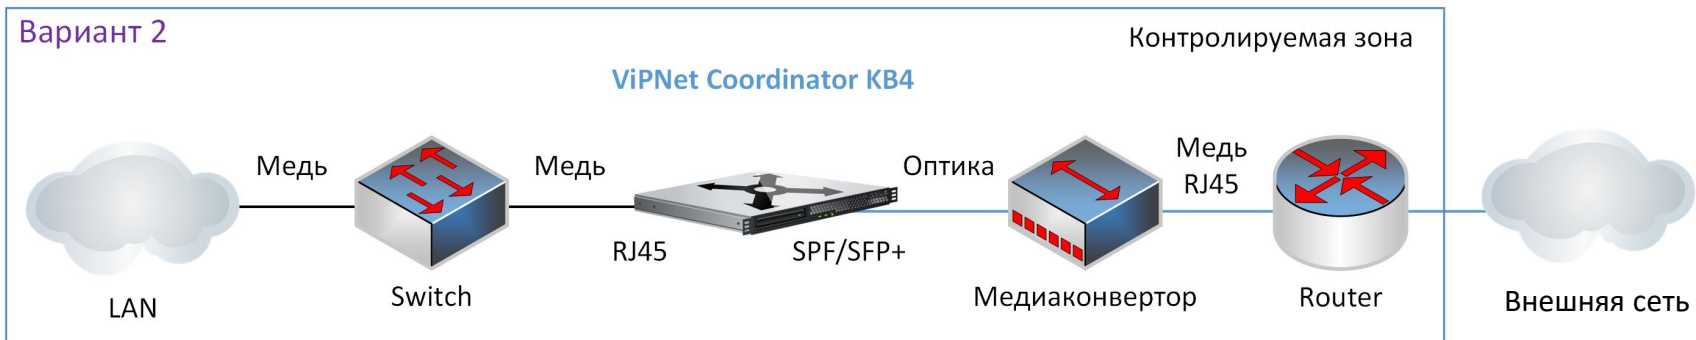 Вариант 2
Контролируемая зона
ViPNet Coordinator KB4
Медь
Медь
Оптика
Медь
RJ45
RJ45
SPF/SFP+
LAN
Switch
Медиаконвертор
Router
Внешняя сеть